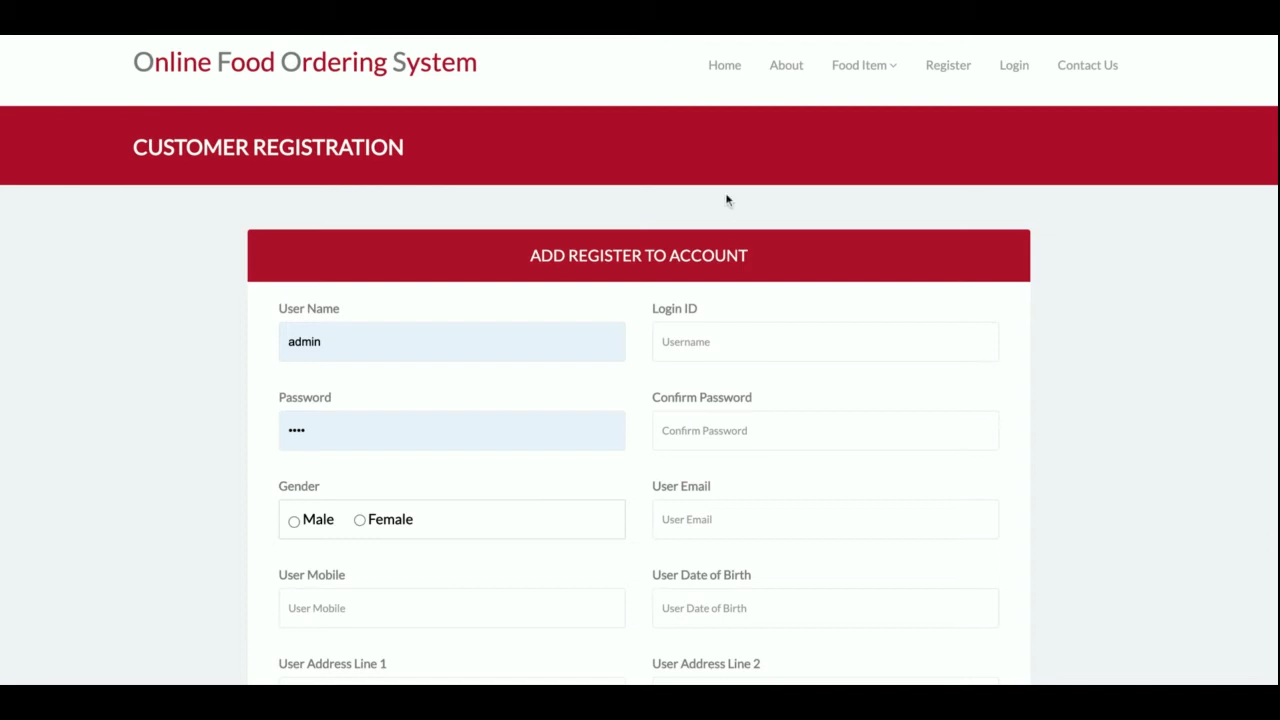 Online Food Ordering System
Home About Food Item Register Login Contact Us
CUSTOMER REGISTRATION
ADD REGISTER TO ACCOUNT
User Name Login ID
admin Username
Password Confirm Password
•••• Confirm Password
Gender User Email
Male Female User Email
User Mobile User Date of Birth
User Mobile User Date of Birth
User Address Line 1 User Address Line 2